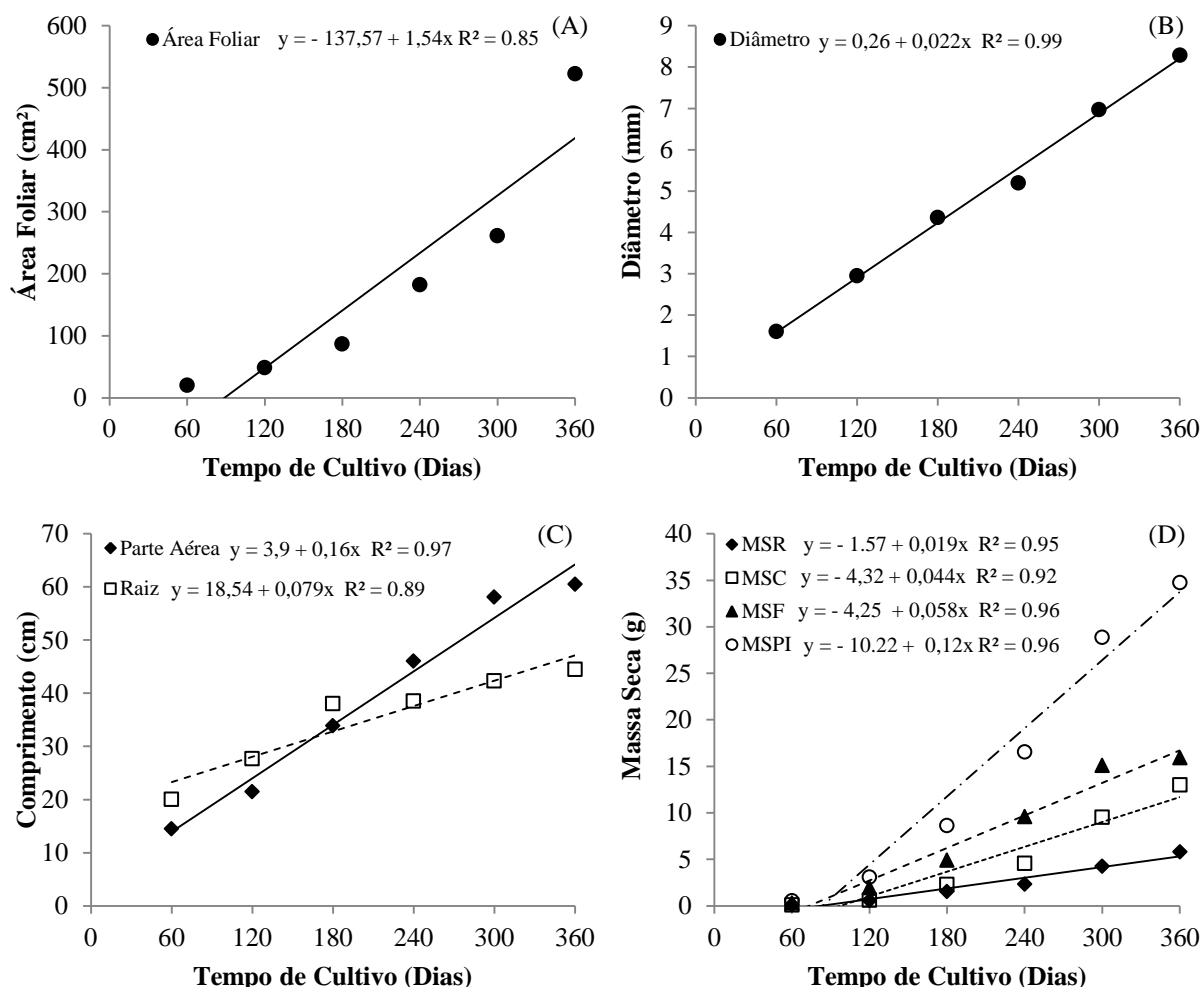 (A)
Área Foliar y = - 137,57 + 1,54x R² = 0.85
600
500
400
300
200
100
0
Área Foliar (cm²)
0 60 120 180 240 300 360
Tempo de Cultivo (Dias)
(B)
Diâmetro y = 0,26 + 0,022x R² = 0.99
9
8
7
6
5
4
3
2
1
0
Diâmetro (mm)
0 60 120 180 240 300 360
Tempo de Cultivo (Dias)
(C)
Parte Aérea y = 3,9 + 0,16x R² = 0.97
Raiz y = 18,54 + 0,079x R² = 0.89
70
60
50
40
30
20
10
0
Comprimento (cm)
0 60 120 180 240 300 360
Tempo de Cultivo (Dias)
(D)
MSR y = - 1.57 + 0,019x R² = 0.95
MSC y = - 4,32 + 0,044x R² = 0.92
MSF y = - 4,25 + 0,058x R² = 0.96
MSPI y = - 10.22 + 0,12x R² = 0.96
40
35
30
25
20
15
10
5
0
Massa Seca (g)
0 60 120 180 240 300 360
Tempo de Cultivo (Dias)